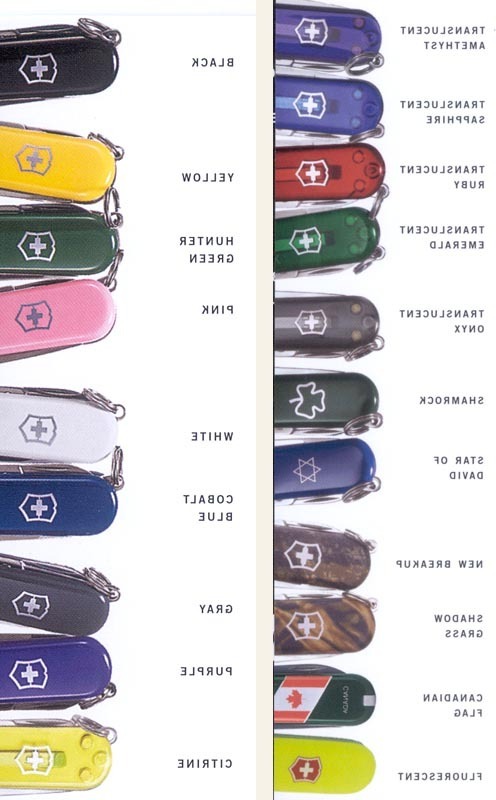 BLACK
YELLOW
HUNTER
GREEN
PINK
WHITE
COBALT
BLUE
GRAY
PURPLE
CITRINE
TRANSLUCENT
AMETHYST
TRANSLUCENT
SAPPHIRE
TRANSLUCENT
RUBY
TRANSLUCENT
EMERALD
TRANSLUCENT
ONYX
SHAMROCK
STAR OF
DAVID
NEW BREAKUP
SHADOW
GRASS
CANADIAN
FLAG
CANADA
FLUORESCENT